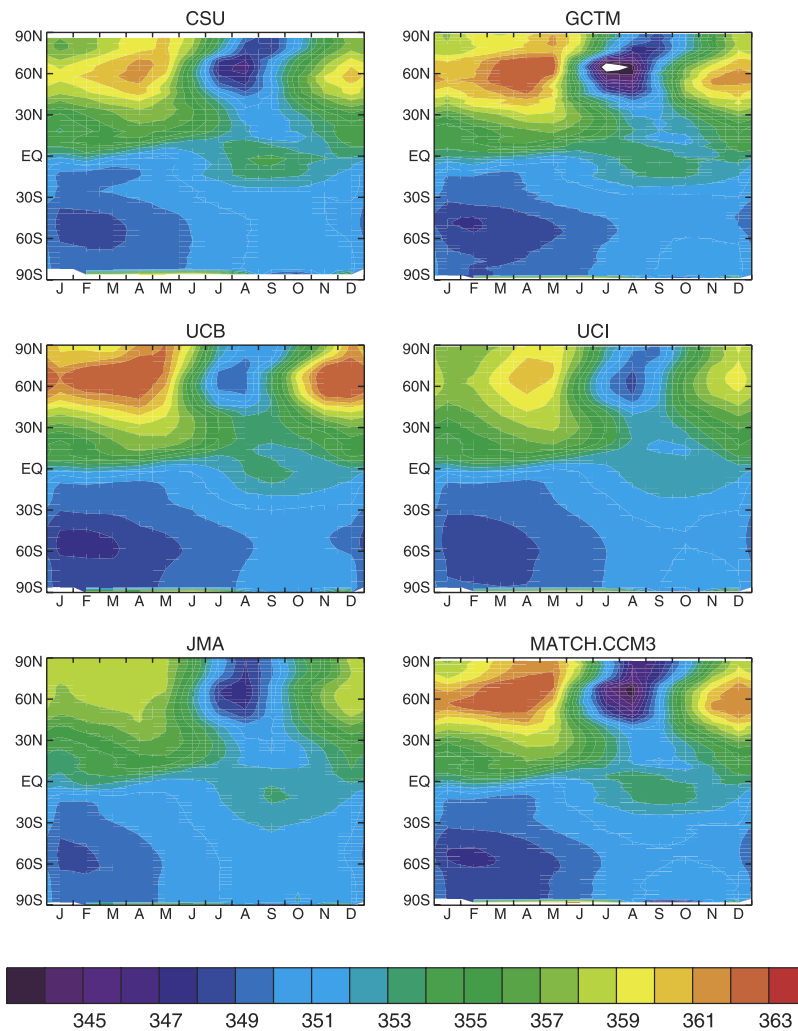 CSU
GCTM
90N
60N
30N
EQ
30S
60S
90S
J F M A M J J A S O N D
90N
60N
30N
EQ
30S
60S
90S
J F M A M J J A S O N D
UCB
UCI
90N
60N
30N
EQ
30S
60S
90S
J F M A M J J A S O N D
90N
60N
30N
EQ
30S
60S
90S
J F M A M J J A S O N D
JMA
MATCH.CCM3
90N
60N
30N
EQ
30S
60S
90S
J F M A M J J A S O N D
90N
60N
30N
EQ
30S
60S
90S
J F M A M J J A S O N D
345 347 349 351 353 355 357 359 361 363